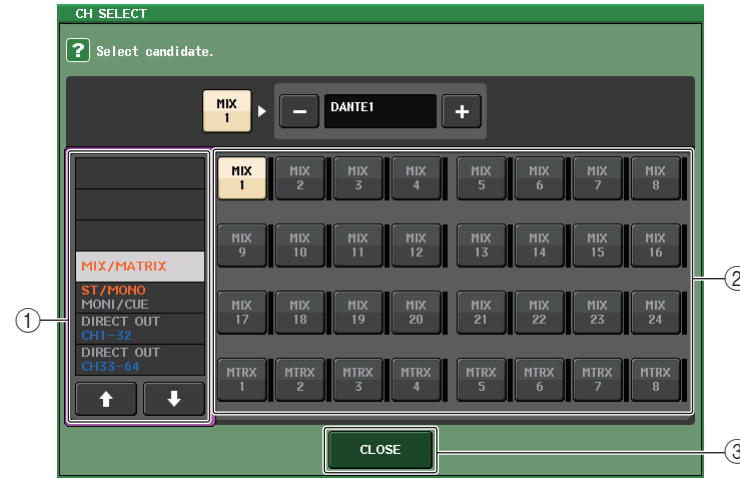 CH SELECT
? Select candidate.
MIX 1
− DANTE1 +
MIX/MATRIX
ST/MONO
MONI/CUE
DIRECT OUT
CH1-32
DIRECT OUT
CH33-64
MIX 1 MIX 2 MIX 3 MIX 4 MIX 5 MIX 6 MIX 7 MIX 8
MIX 9 MIX 10 MIX 11 MIX 12 MIX 13 MIX 14 MIX 15 MIX 16
MIX 17 MIX 18 MIX 19 MIX 20 MIX 21 MIX 22 MIX 23 MIX 24
MTRX 1 MTRX 2 MTRX 3 MTRX 4 MTRX 5 MTRX 6 MTRX 7 MTRX 8
CLOSE
1
2
3